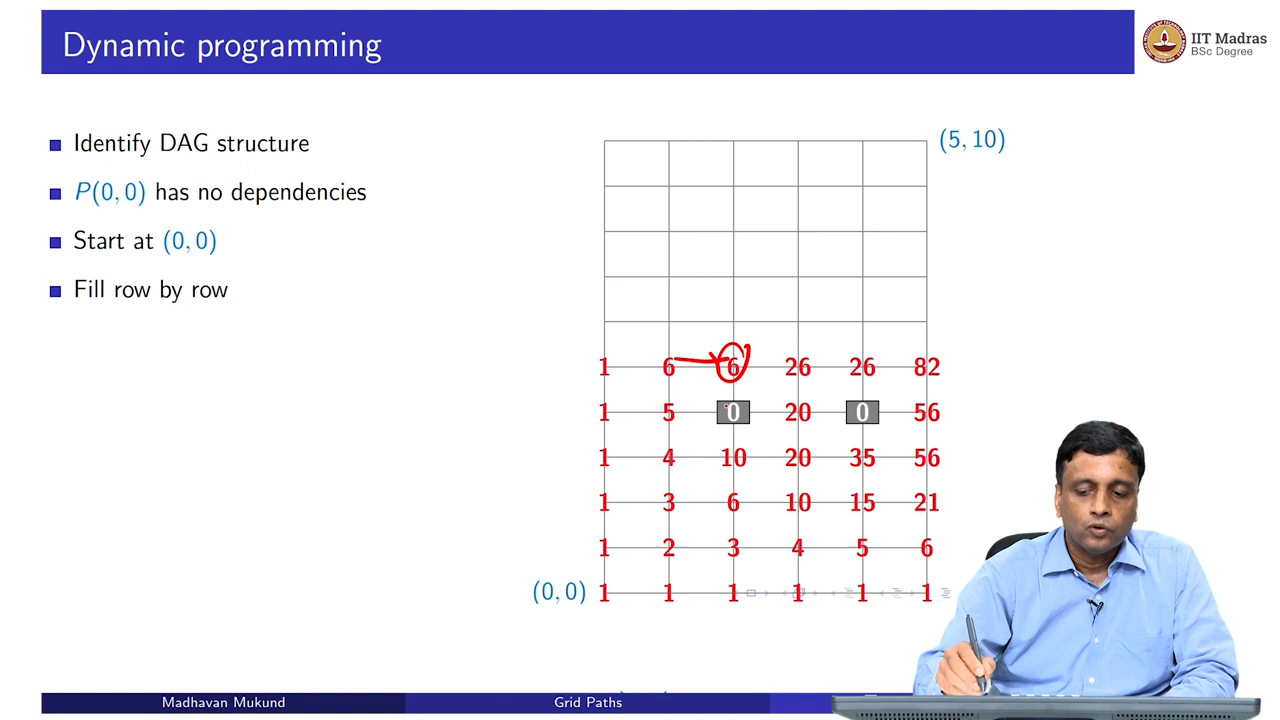 Dynamic programming
IIT Madras
BSc Degree
Identify DAG structure
P(0, 0) has no dependencies
Start at (0, 0)
Fill row by row
(5, 10)
1 6 6 26 26 82
1 5 0 20 0 56
1 4 10 20 35 56
1 3 6 10 15 21
1 2 3 4 5 6
(0, 0) 1 1 1 1 1 1
Madhavan Mukund
Grid Paths